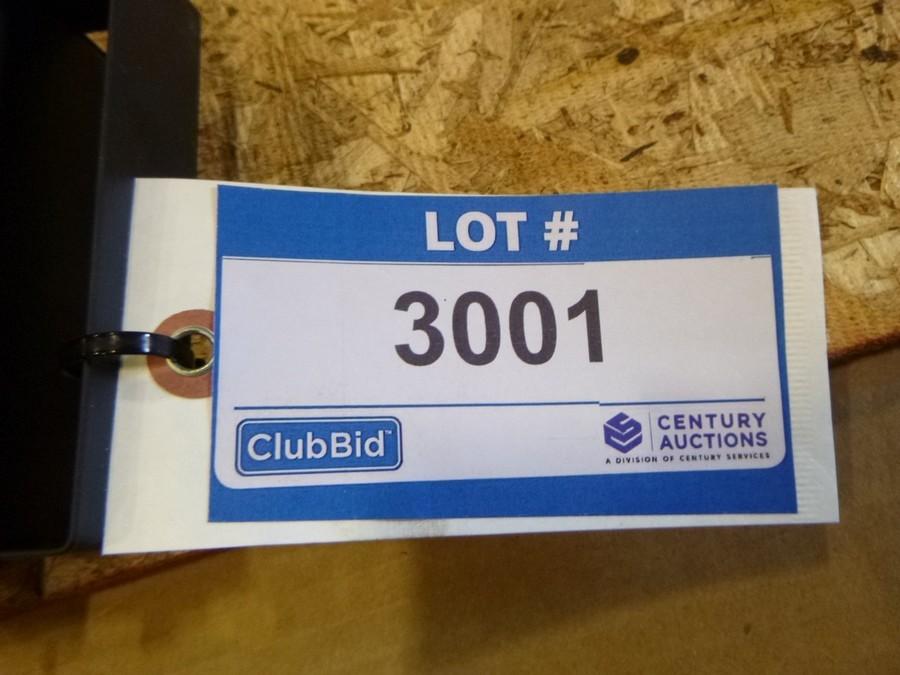 LOT #
3001
ClubBid™
CENTURY
AUCTIONS
A DIVISION OF CENTURY SERVICES